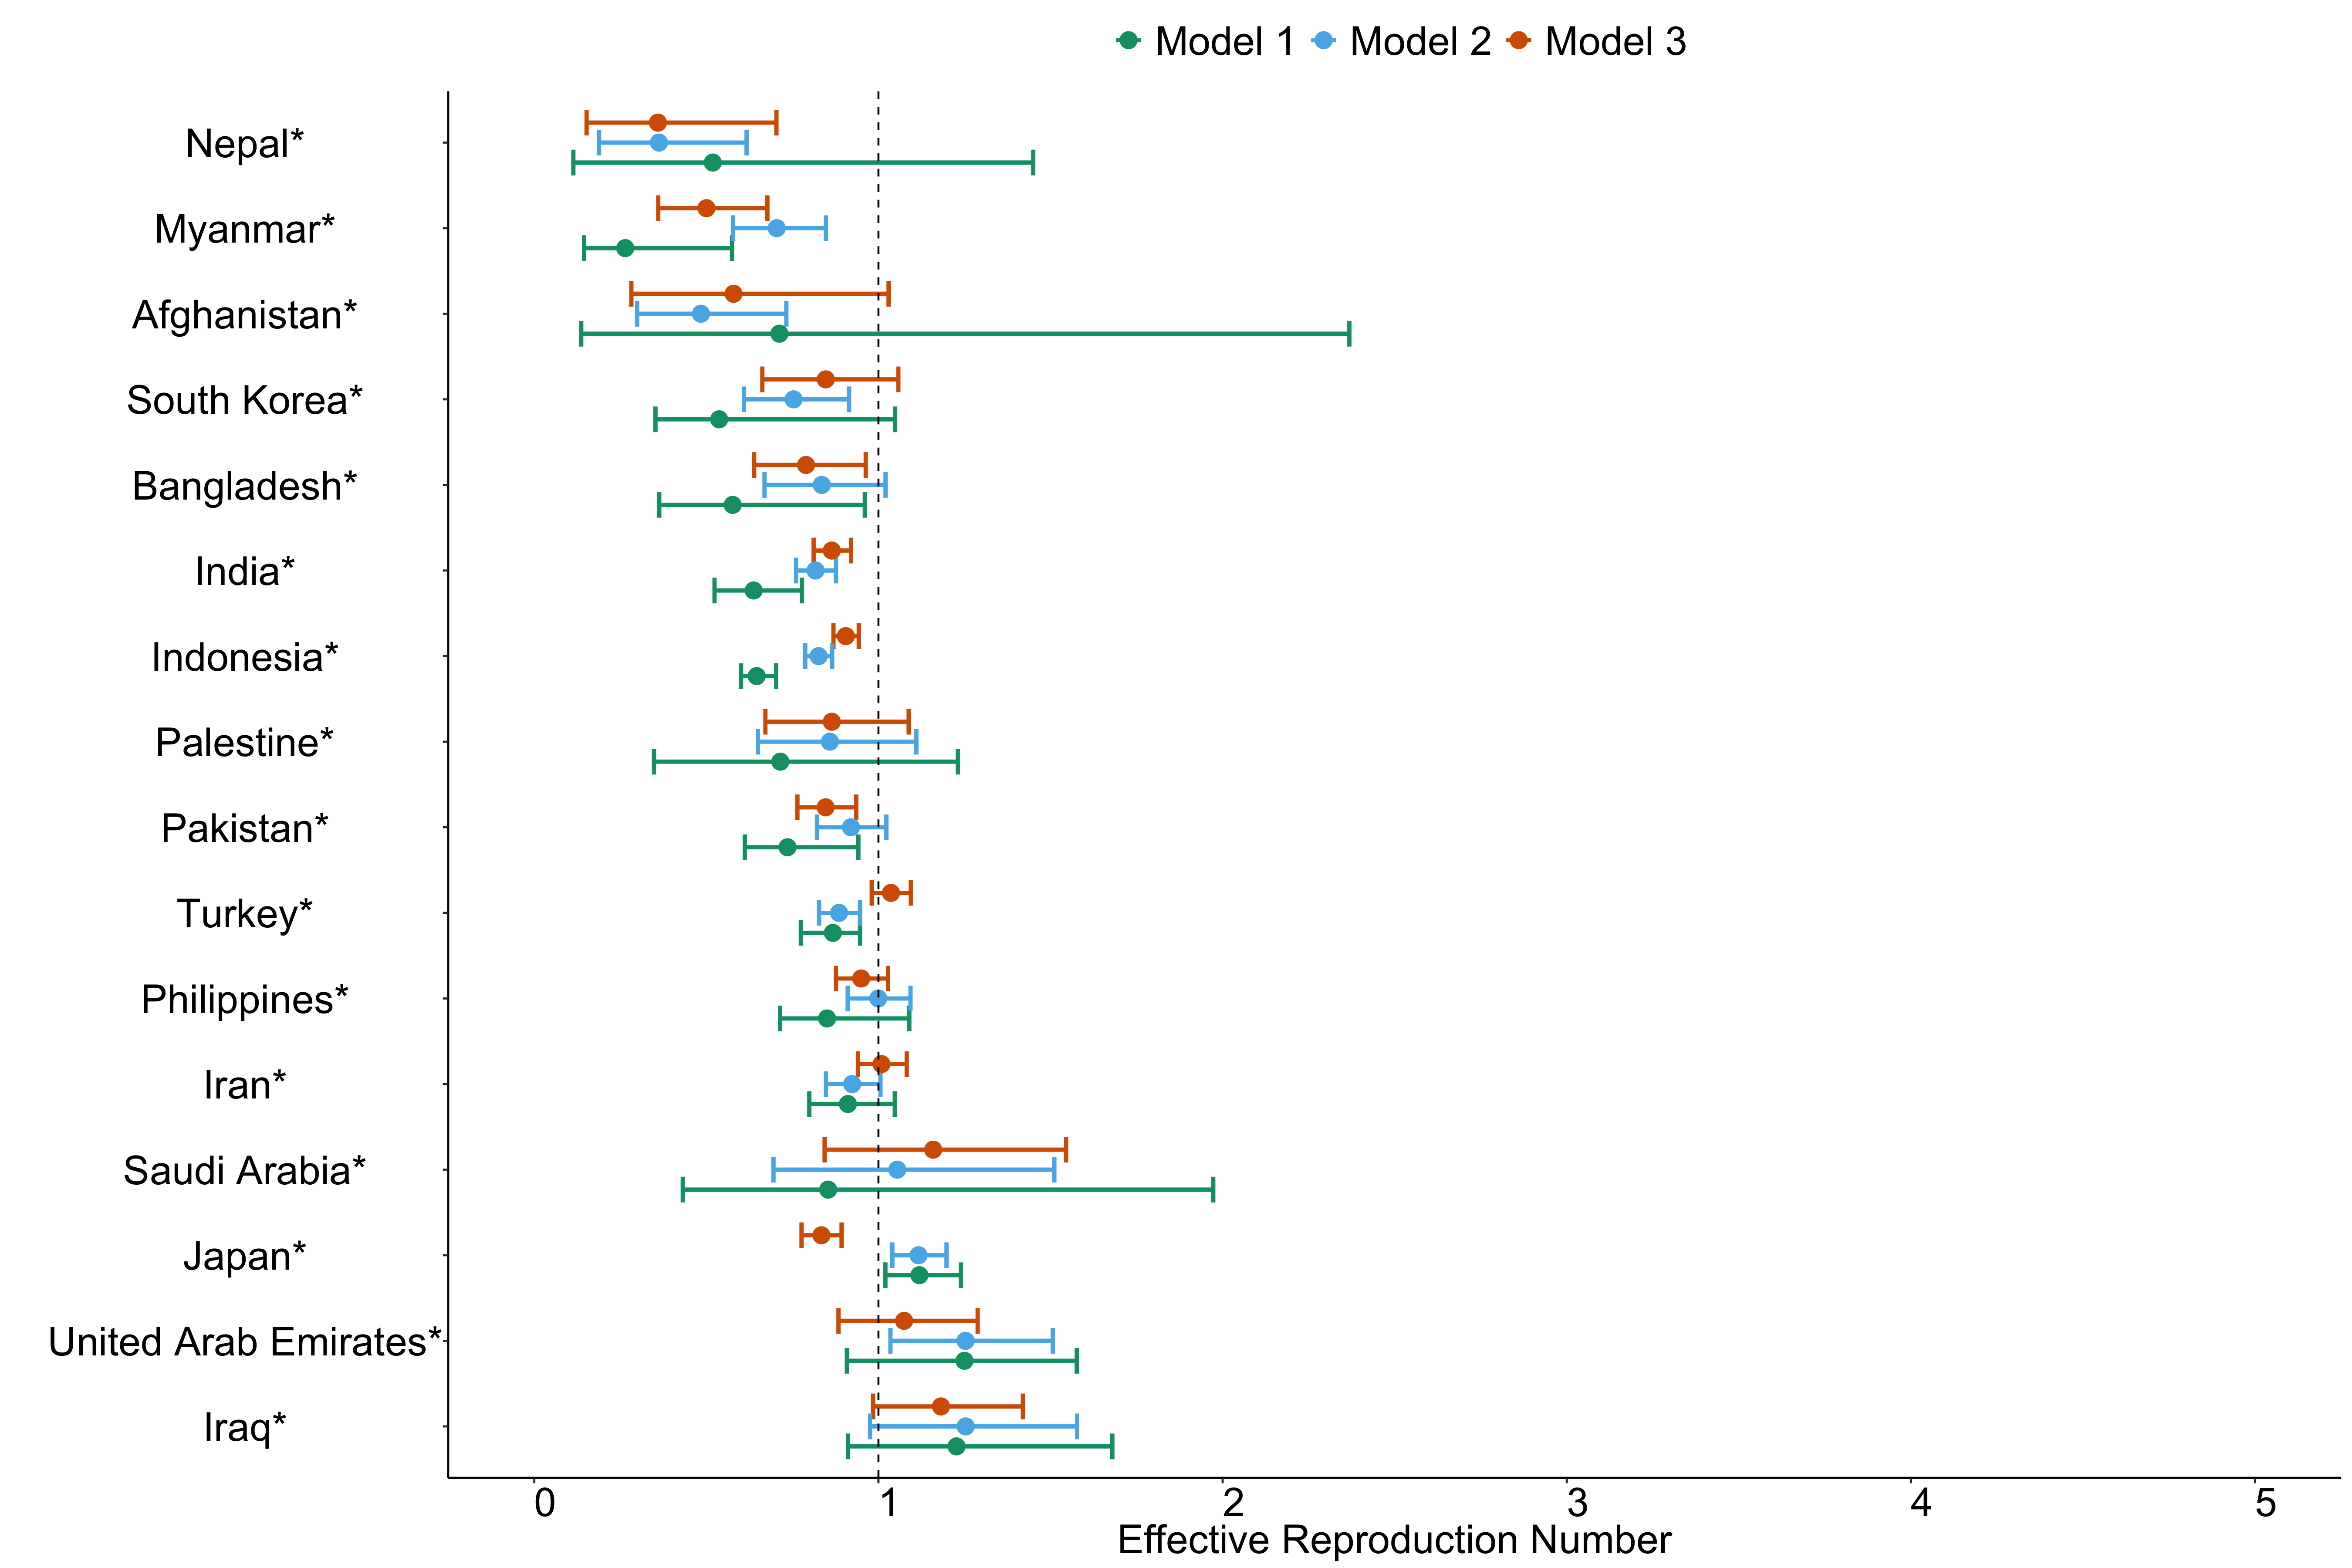 Model 1 Model 2 Model 3
Nepal*
Myanmar*
Afghanistan*
South Korea*
Bangladesh*
India*
Indonesia*
Palestine*
Pakistan*
Turkey*
Philippines*
Iran*
Saudi Arabia*
Japan*
United Arab Emirates*
Iraq*
0 1 2 3 4 5
Effective Reproduction Number